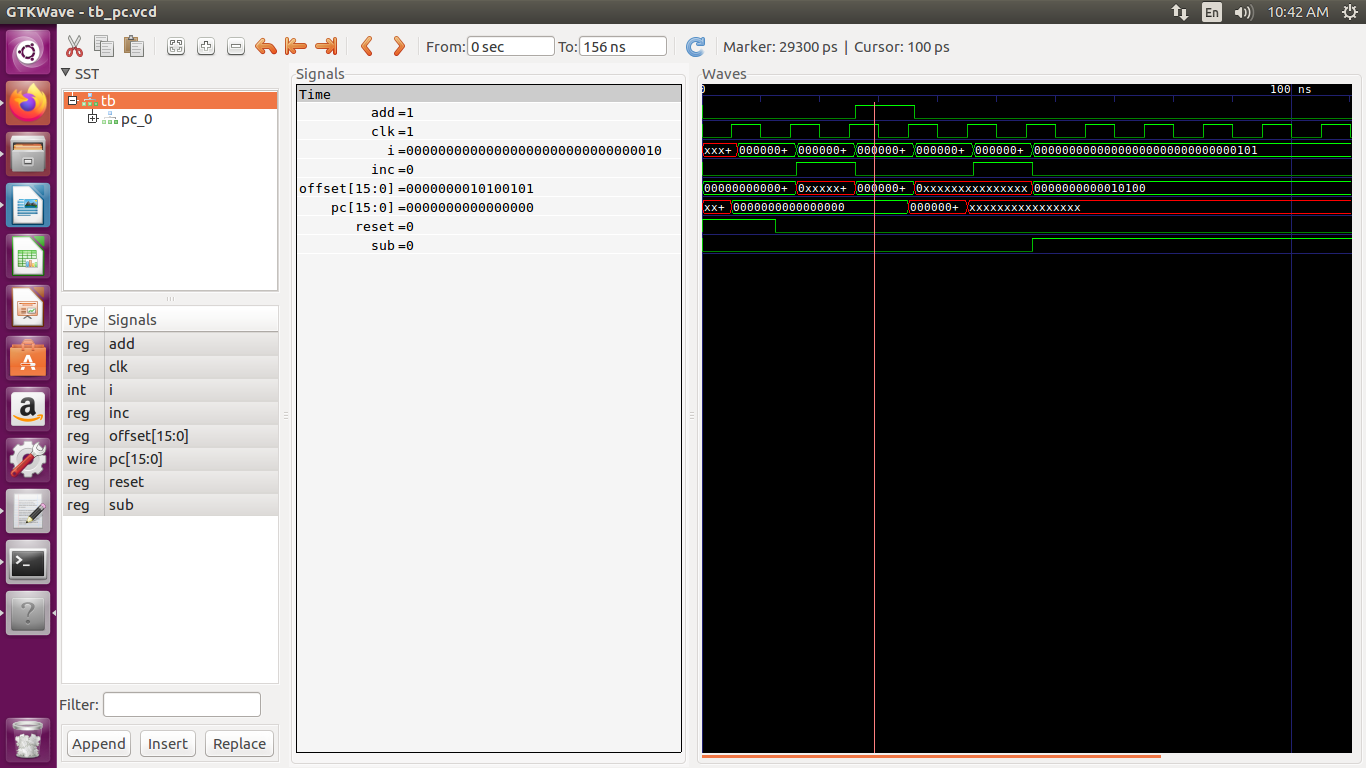 GTKWave - tb_pc.vcd
En
10:42 AM
From: 0 sec
To: 156 ns
Marker: 29300 ps | Cursor: 100 ps
SST
tb
pc_0
Type Signals
reg add
reg clk
int i
reg inc
reg offset[15:0]
wire pc[15:0]
reg reset
reg sub
Filter:
Append Insert Replace
Signals
Time
add =1
clk =1
i =00000000000000000000000000000010
inc =0
offset[15:0] =0000000010100101
pc[15:0] =0000000000000000
reset =0
sub =0
Waves
0 100 ns
xxx+ 000000+ 000000+ 000000+ 000000+ 000000+ 00000000000000000000000000000101
00000000000+ 0xxxxx+ 000000+ 0xxxxxxxxxxxxxxx 0000000000010100
xx+ 0000000000000000 000000+ xxxxxxxxxxxxxxxx